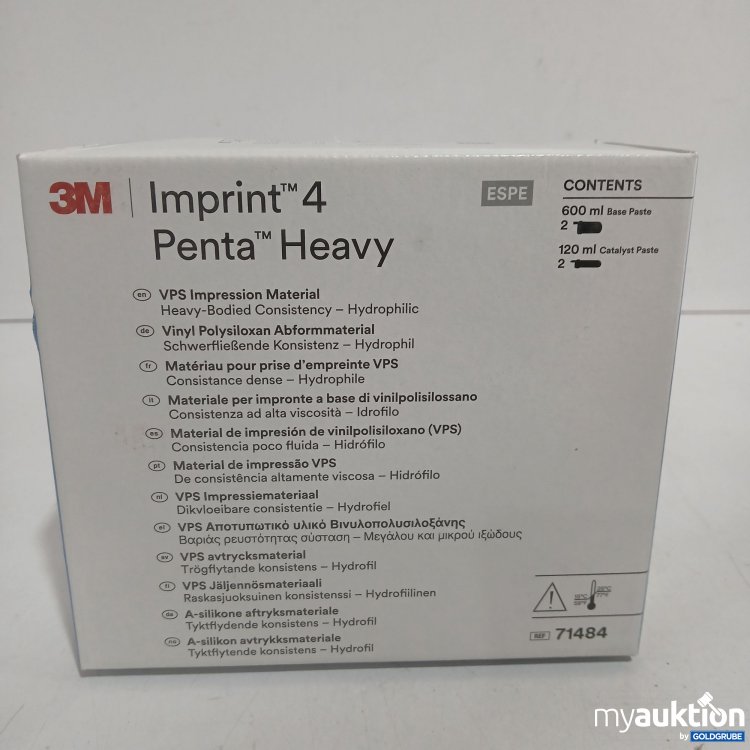 3M Imprint™ 4
Penta™ Heavy
ESPE
CONTENTS
600 ml Base Paste
2
120 ml Catalyst Paste
2
en VPS Impression Material
Heavy-Bodied Consistency – Hydrophilic
de Vinyl Polysiloxan Abformmaterial
Schwerfließende Konsistenz – Hydrophil
fr Matériau pour prise d'empreinte VPS
Consistance dense – Hydrophile
it Materiale per impronte a base di vinilpolisilossano
Consistenza ad alta viscosità – Idrofilo
es Material de impresión de vinilpolisiloxano (VPS)
Consistencia poco fluida – Hidrófilo
pt Material de impressão VPS
De consistência altamente viscosa – Hidrófilo
nl VPS Impressiemateriaal
Dikvloeibare consistentie – Hydrofiel
el VPS Αποτυπωτικό υλικό Βινυλοπολυσιλοξάνης
Βαριάς ρευστότητας σύσταση – Μεγάλου και μικρού ιξώδους
sv VPS avtrycksmaterial
Trögflytande konsistens – Hydrofil
fi VPS Jäljennösmateriaali
Raskasjuoksuinen konsistenssi – Hydrofiilinen
da A-silikone aftryksmateriale
Tyktflydende konsistens – Hydrofil
no A-silikon avtrykksmateriale
Tyktflytende konsistens – Hydrofil
15°C
59°F
25°C
77°F
REF 71484
myauktion
by GOLDGRUBE